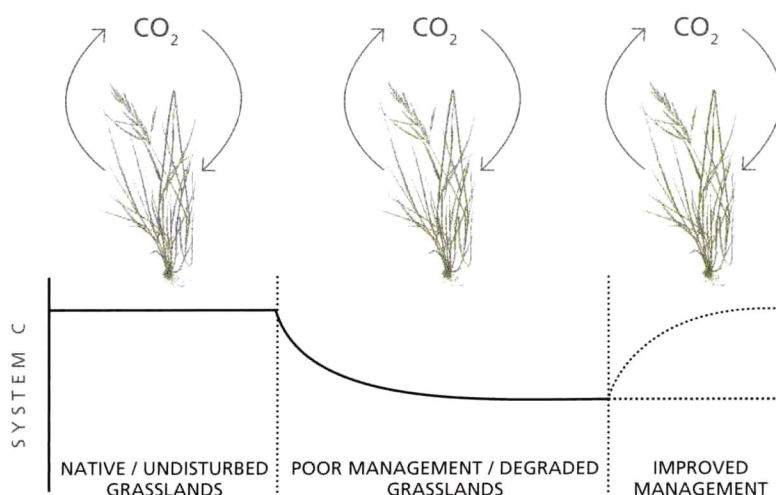 CO₂ CO₂ CO₂
SYSTEM C
NATIVE / UNDISTURBED
GRASSLANDS
POOR MANAGEMENT / DEGRADED
GRASSLANDS
IMPROVED
MANAGEMENT